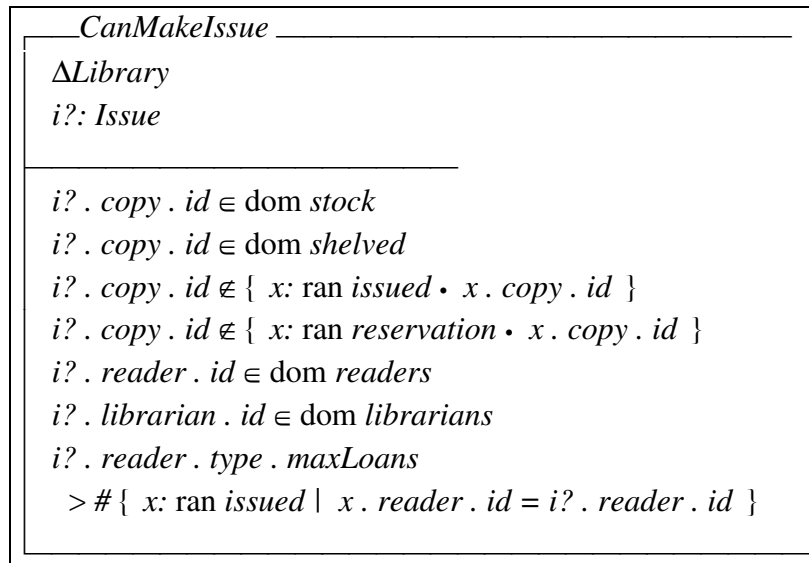 CanMakeIssue
ΔLibrary
i?: Issue
i? . copy . id ∈ dom stock
i? . copy . id ∈ dom shelved
i? . copy . id ∉ { x: ran issued • x . copy . id }
i? . copy . id ∉ { x: ran reservation • x . copy . id }
i? . reader . id ∈ dom readers
i? . librarian . id ∈ dom librarians
i? . reader . type . maxLoans
> # { x: ran issued | x . reader . id = i? . reader . id }